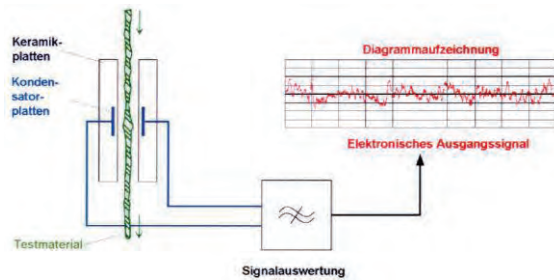 Keramik-
platten
Konden-
sator-
platten
Testmaterial
Diagrammaufzeichnung
Elektronisches Ausgangssignal
Signalauswertung